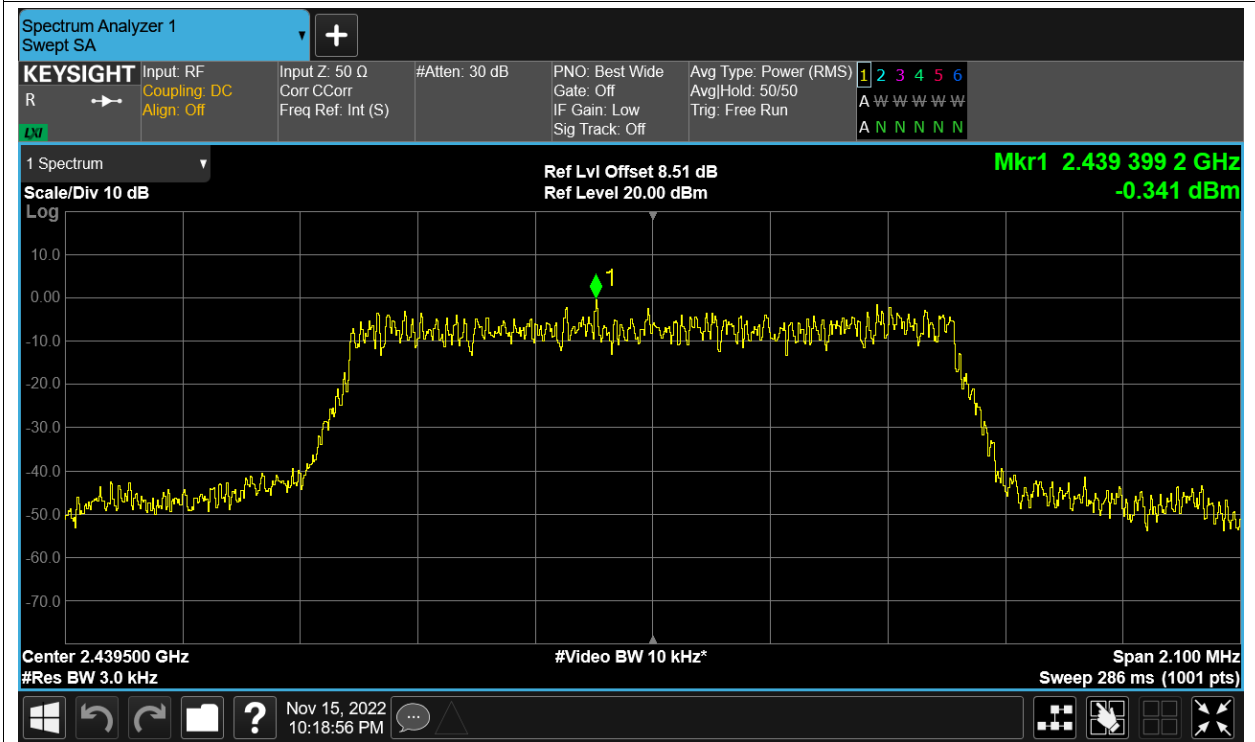 Spectrum Analyzer 1
Swept SA
+
KEYSIGHT
R
LXI
Input: RF
Coupling: DC
Align: Off
Input Z: 50 Ω
Corr CCorr
Freq Ref: Int (S)
#Atten: 30 dB
PNO: Best Wide
Gate: Off
IF Gain: Low
Sig Track: Off
Avg Type: Power (RMS)
Avg|Hold: 50/50
Trig: Free Run
1 2 3 4 5 6
A W W W W W
A N N N N N
1 Spectrum
Scale/Div 10 dB
Log
Ref Lvl Offset 8.51 dB
Ref Level 20.00 dBm
Mkr1 2.439 399 2 GHz
-0.341 dBm
10.0
0.00
-10.0
-20.0
-30.0
-40.0
-50.0
-60.0
-70.0
1
Center 2.439500 GHz
#Res BW 3.0 kHz
#Video BW 10 kHz*
Span 2.100 MHz
Sweep 286 ms (1001 pts)
?
Nov 15, 2022
10:18:56 PM